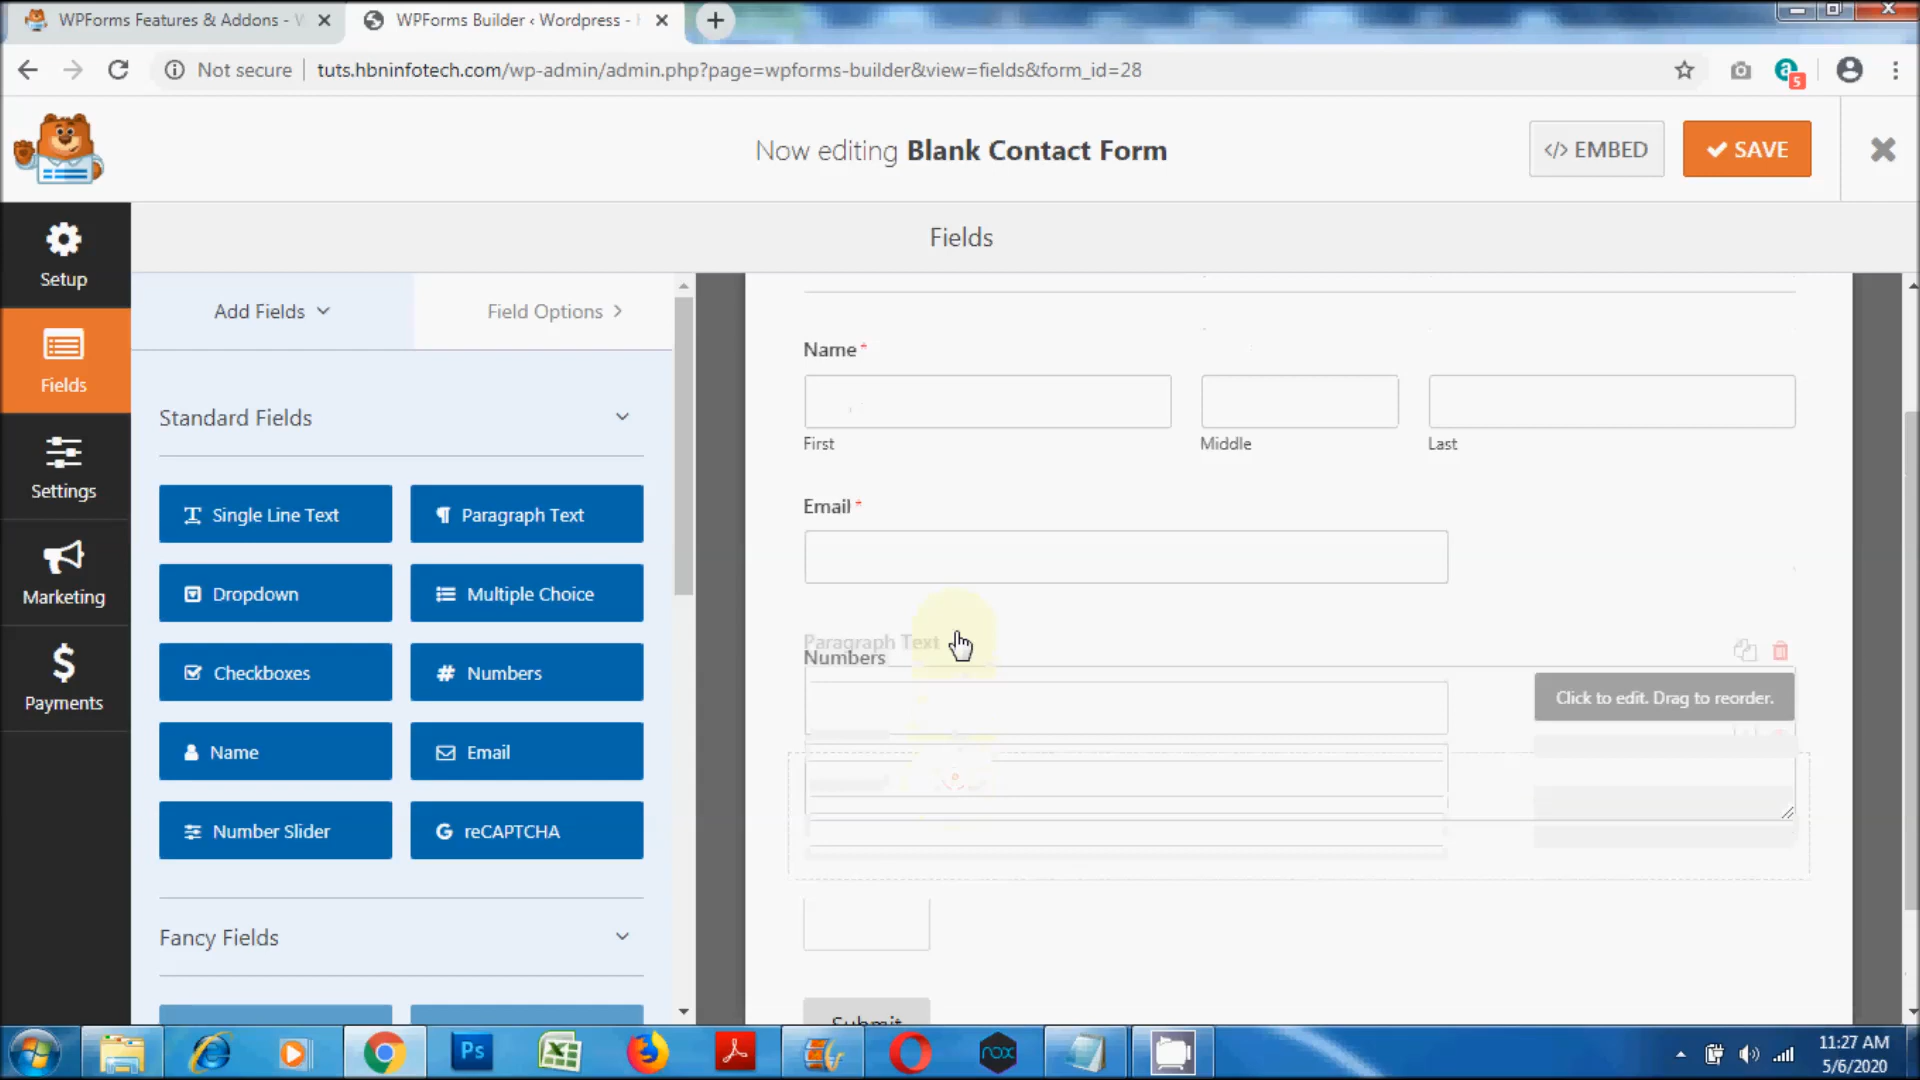 WPForms Features & Addons - W
WPForms Builder ‹ Wordpress -
Not secure
tuts.hbninfotech.com/wp-admin/admin.php?page=wpforms-builder&view=fields&form_id=28
5
Now editing Blank Contact Form
</> EMBED
SAVE
Fields
Setup
Fields
Settings
Marketing
Payments
Add Fields
Field Options
Standard Fields
Single Line Text
Paragraph Text
Dropdown
Multiple Choice
Checkboxes
Numbers
Name
Email
Number Slider
reCAPTCHA
Fancy Fields
Name *
First
Middle
Last
Email *
Paragraph Text
Numbers
Click to edit. Drag to reorder.
Submit
Ps
nox
11:27 AM
5/6/2020